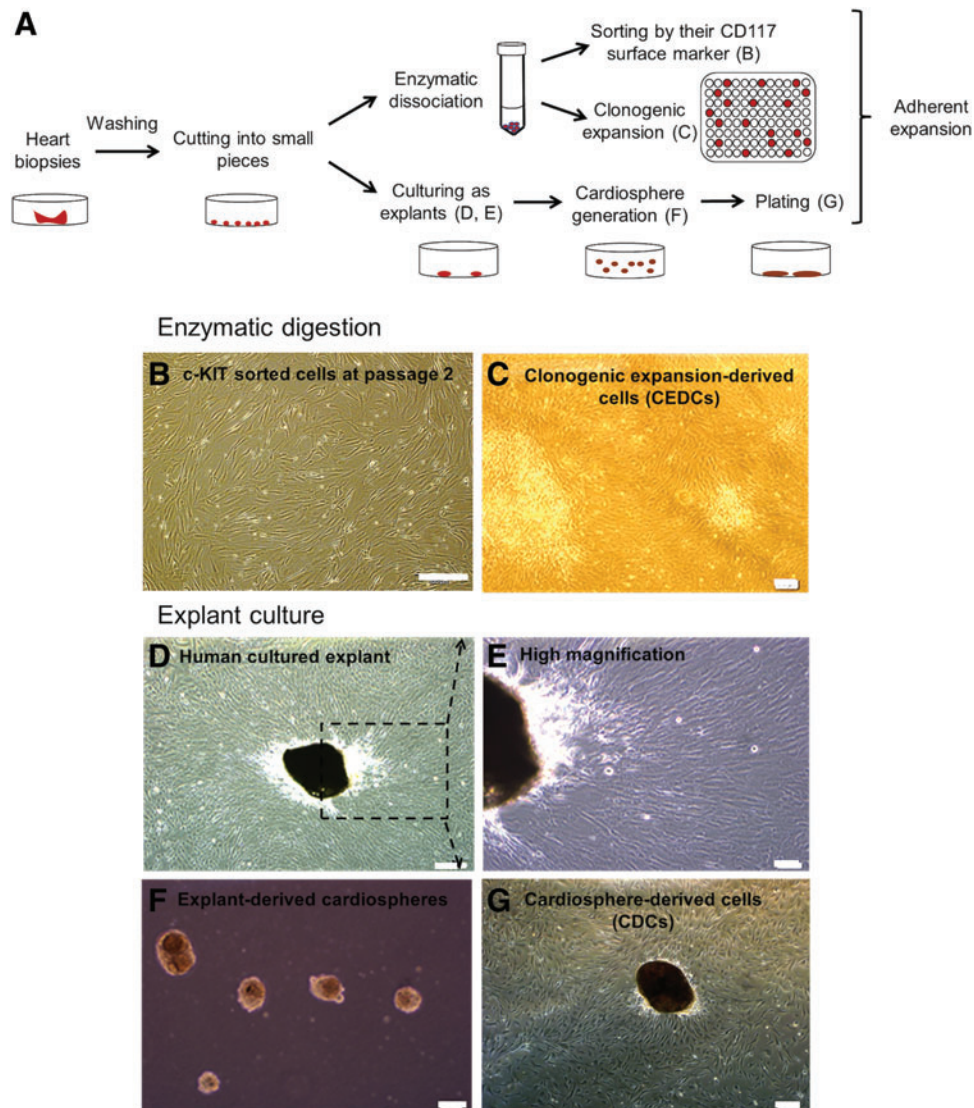 A
Heart
biopsies
Washing
Cutting into small
pieces
Enzymatic
dissociation
Sorting by their CD117
surface marker (B)
Clonogenic
expansion (C)
Culturing as
explants (D, E)
Cardiosphere
generation (F)
Plating (G)
Adherent
expansion
Enzymatic digestion
B c-KIT sorted cells at passage 2
C Clonogenic expansion-derived
cells (CEDCs)
Explant culture
D Human cultured explant
E High magnification
F Explant-derived cardiospheres
G Cardiosphere-derived cells
(CDCs)